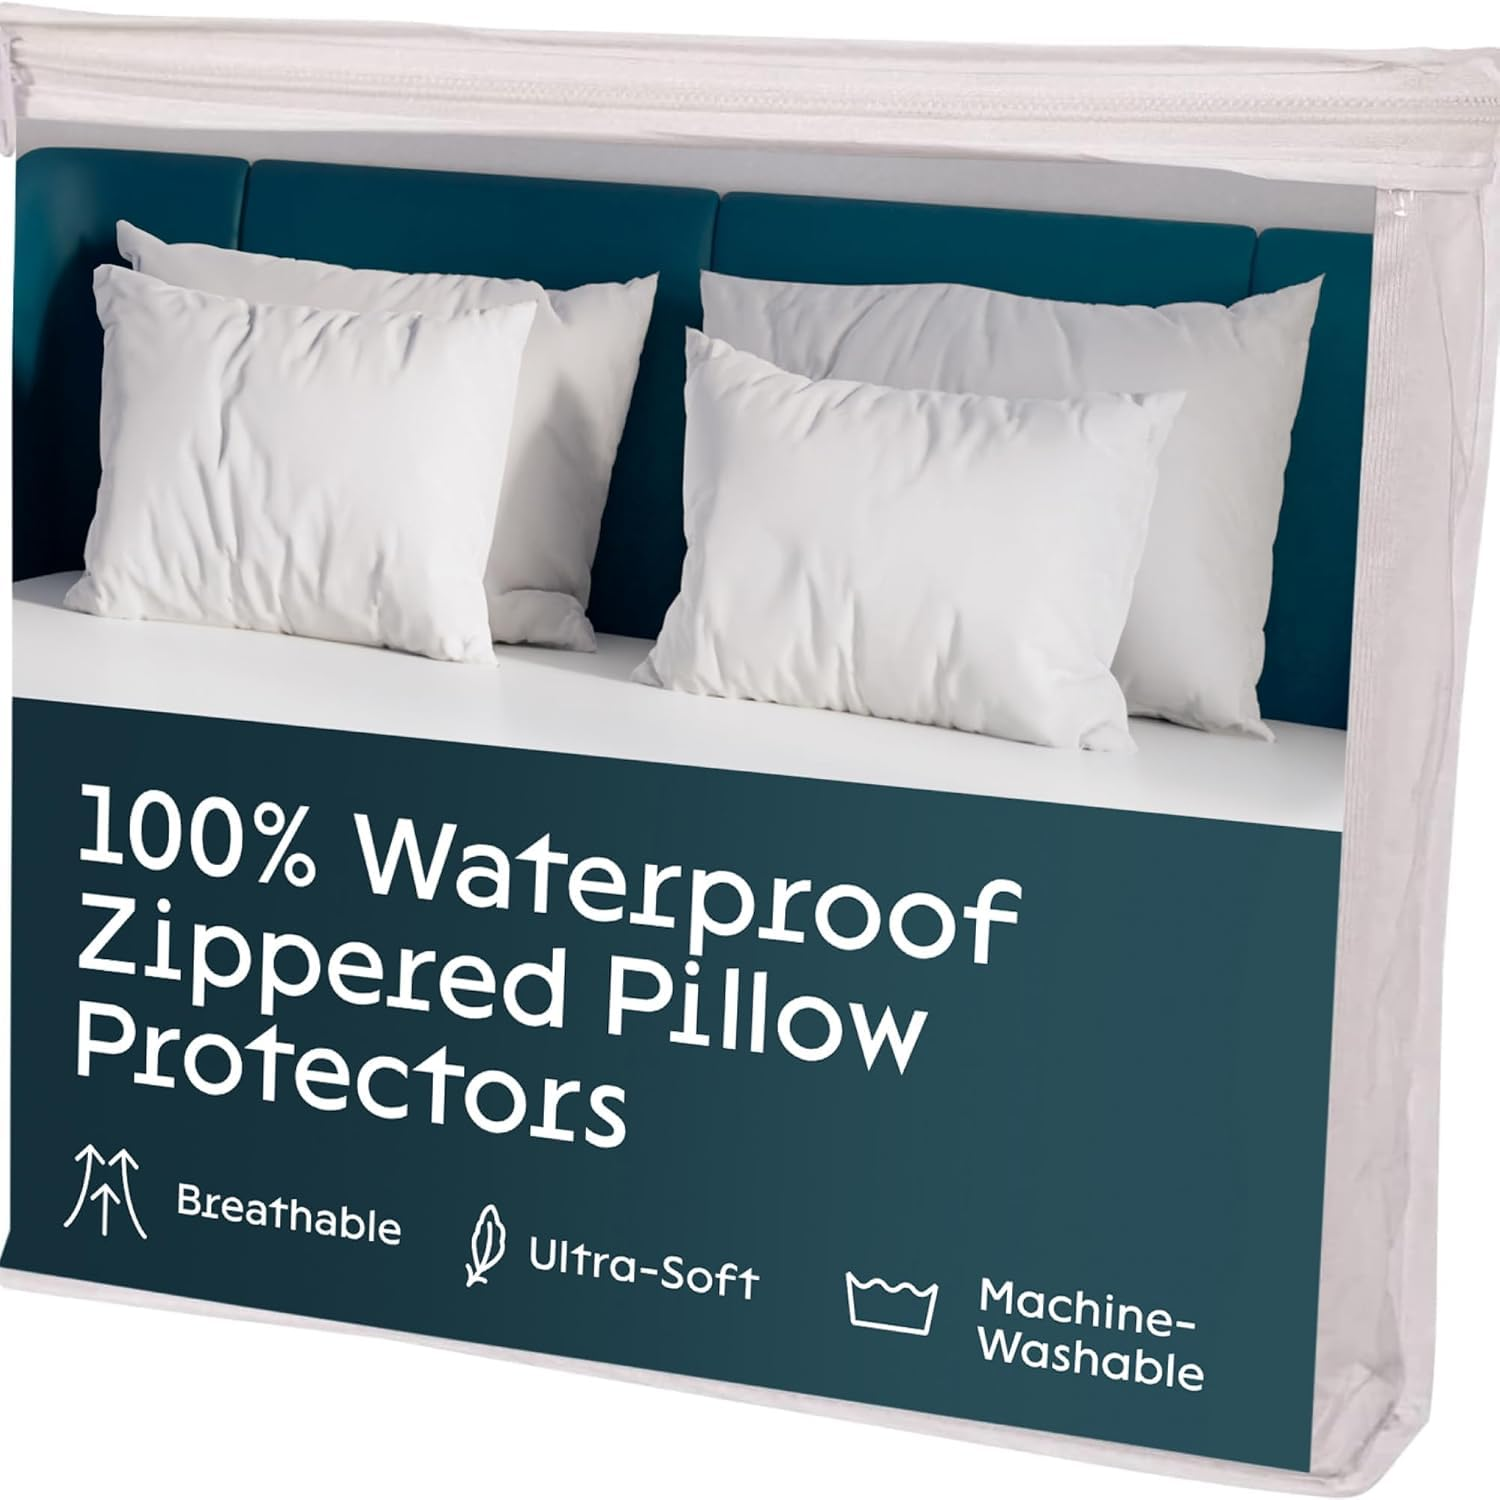 100% Waterproof
Zippered Pillow
Protectors
Breathable
Ultra-Soft
Machine-
Washable